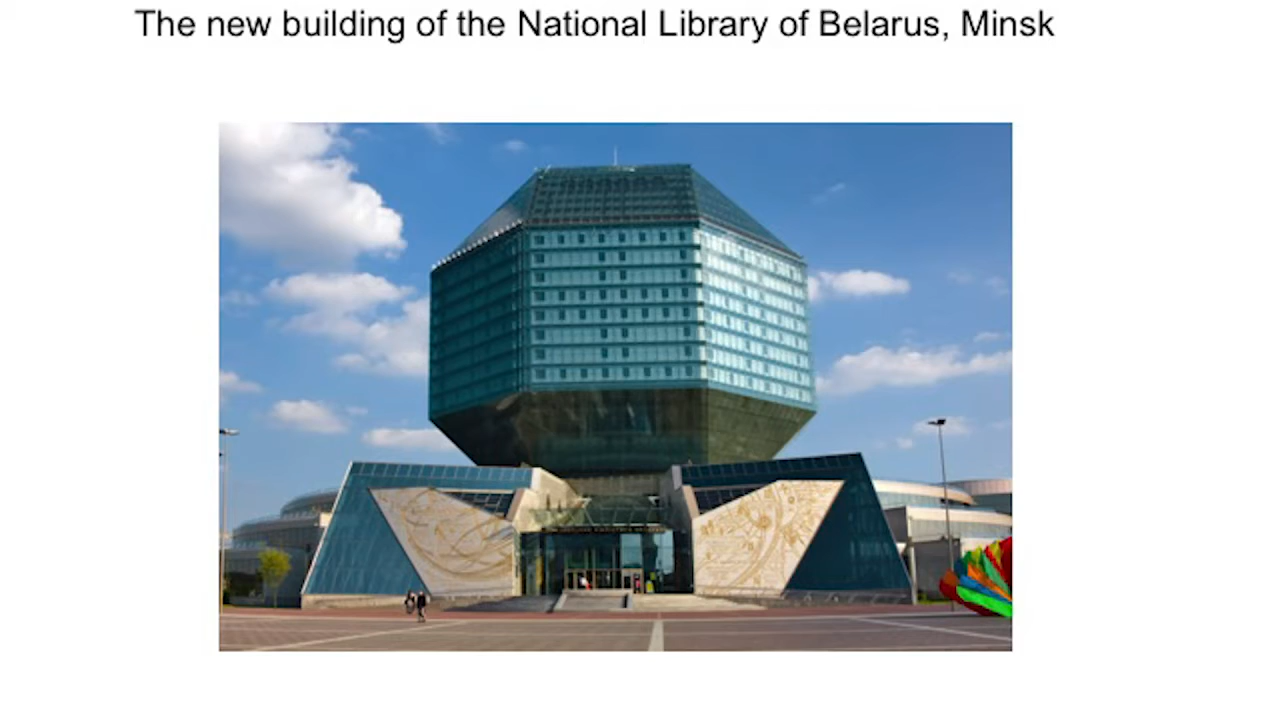 The new building of the National Library of Belarus, Minsk